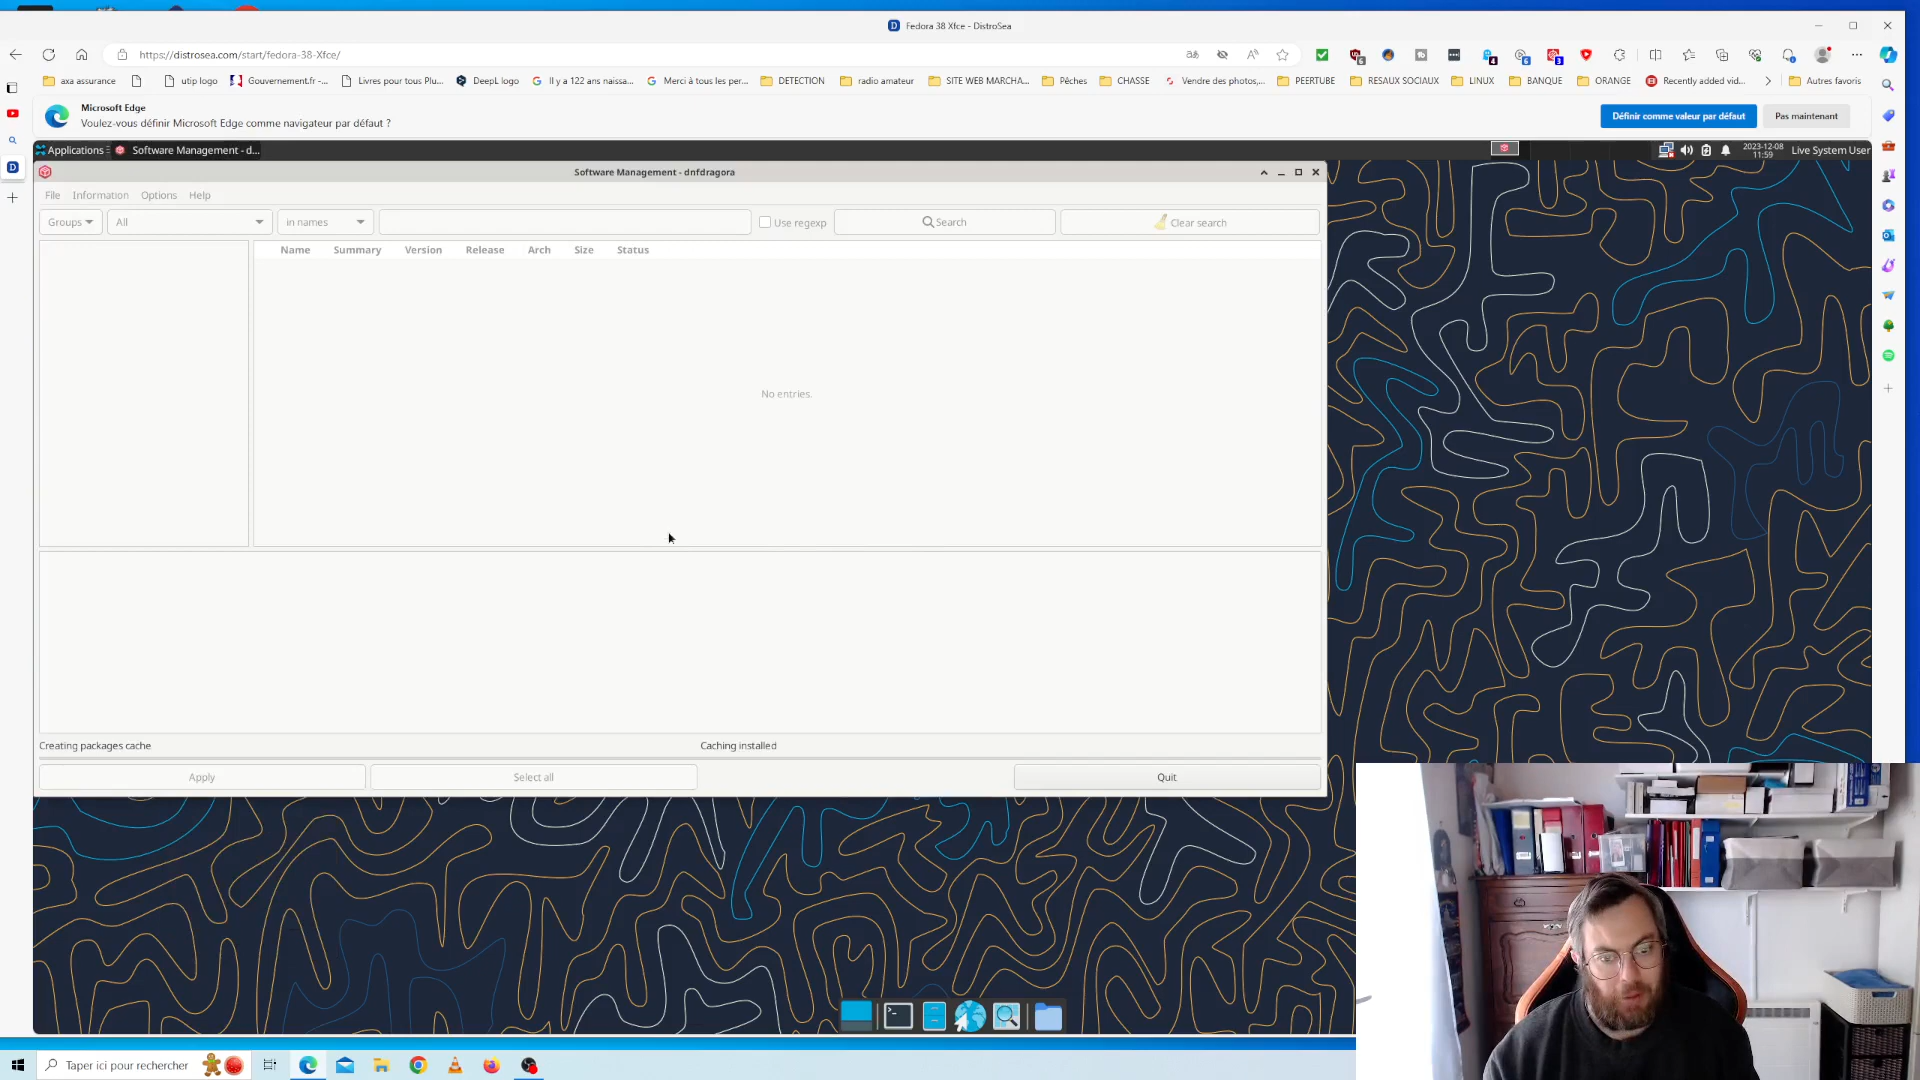 Fedora 38 Xfce - DistroSea
https://distrosea.com/start/fedora-38-Xfce/
axa assurance
utip logo
Gouvernement.fr -...
Livres pour tous Plu...
DeepL logo
Il y a 122 ans naissa...
Merci à tous les per...
DETECTION
radio amateur
SITE WEB MARCHA...
Pêches
CHASSE
Vendre des photos,...
PEERTUBE
RESAUX SOCIAUX
LINUX
BANQUE
ORANGE
Recently added vid...
Autres favoris
Microsoft Edge
Voulez-vous définir Microsoft Edge comme navigateur par défaut ?
Définir comme valeur par défaut
Pas maintenant
Applications
Software Management - d...
2023-12-08
11:59
Live System User
Software Management - dnfdragora
File Information Options Help
Groups
All
in names
Use regexp
Search
Clear search
Name Summary Version Release Arch Size Status
No entries.
Creating packages cache
Caching installed
Apply
Select all
Quit
Taper ici pour rechercher